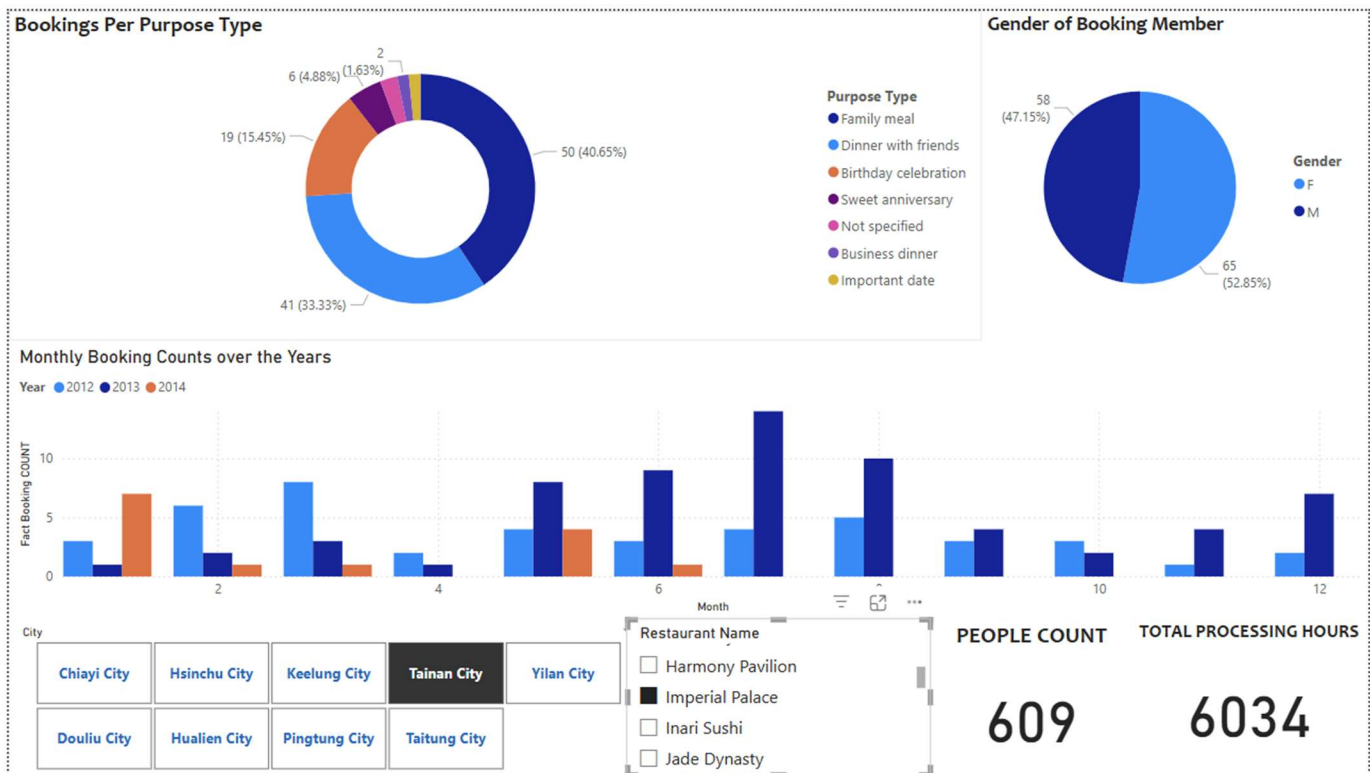 Bookings Per Purpose Type
2
(1.63%)
6 (4.88%)
19 (15.45%)
50 (40.65%)
41 (33.33%)
Purpose Type
Family meal
Dinner with friends
Birthday celebration
Sweet anniversary
Not specified
Business dinner
Important date
Gender of Booking Member
58
(47.15%)
65
(52.85%)
Gender
F
M
Monthly Booking Counts over the Years
Year 2012 2013 2014
Fact Booking COUNT
10
5
0
2 4 6 10 12
Month
City
Chiayi City Hsinchu City Keelung City Tainan City Yilan City
Douliu City Hualien City Pingtung City Taitung City
Restaurant Name
Harmony Pavilion
Imperial Palace
Inari Sushi
Jade Dynasty
PEOPLE COUNT
609
TOTAL PROCESSING HOURS
6034